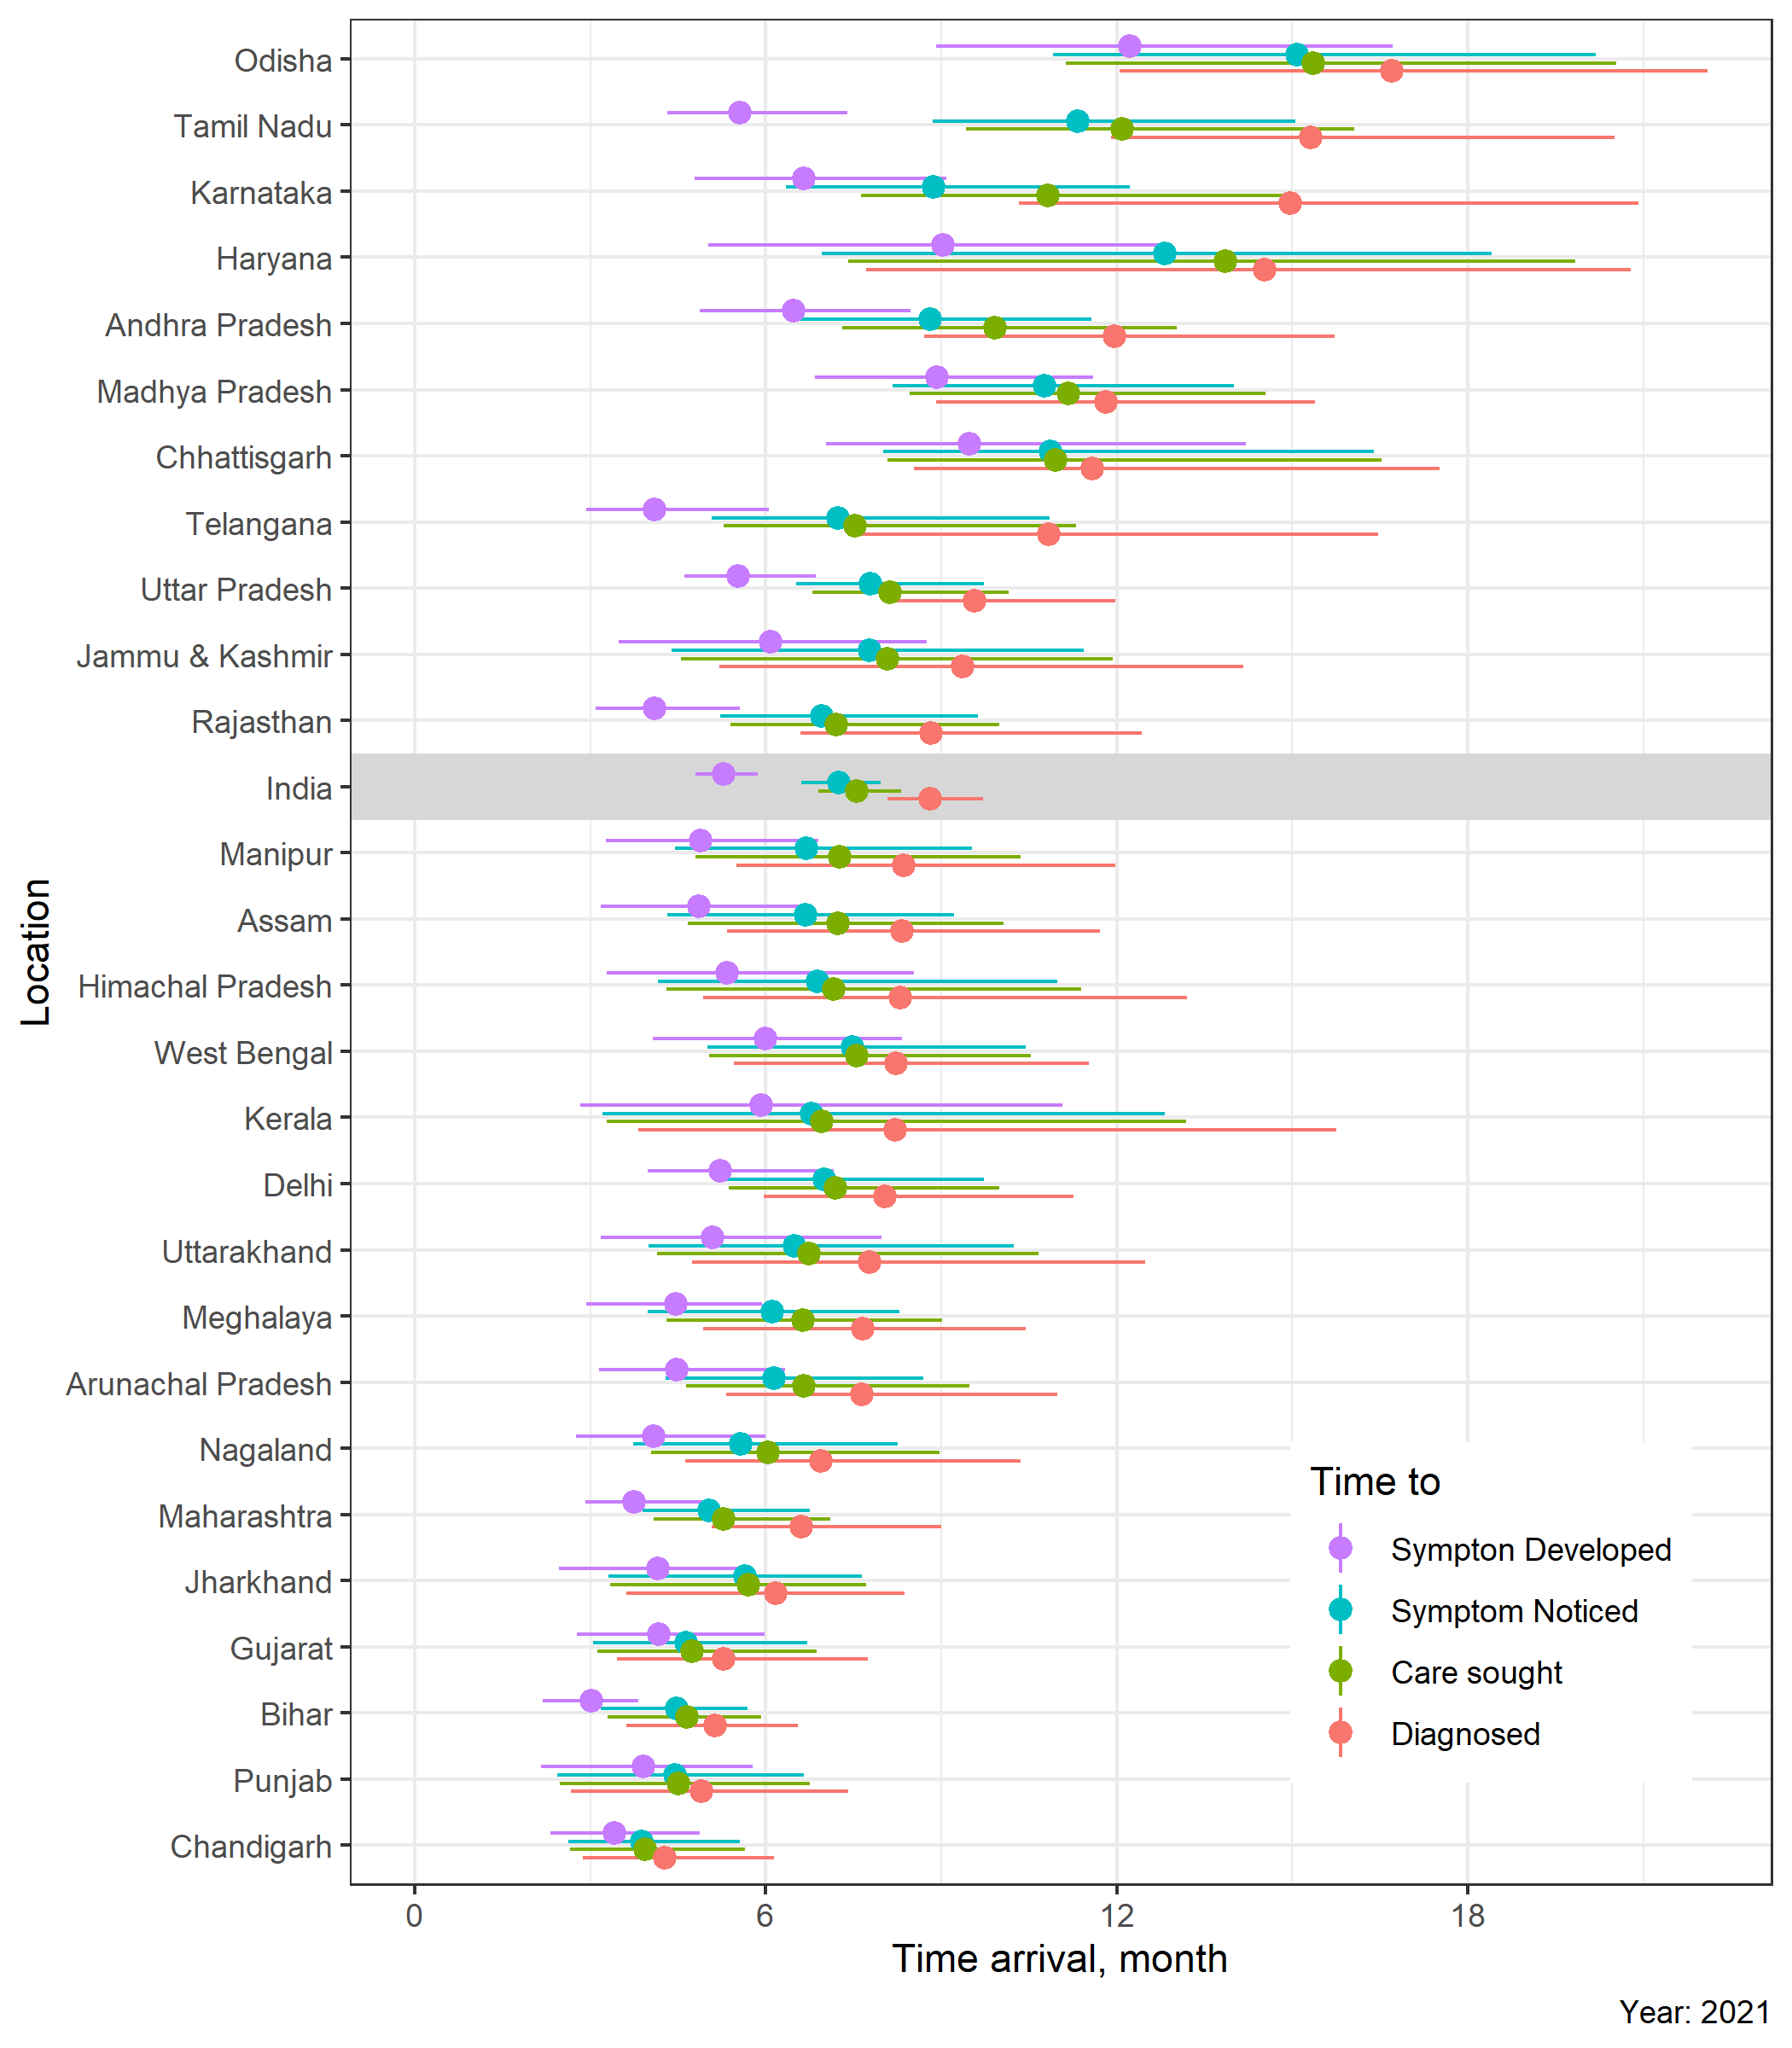 Odisha
Tamil Nadu
Karnataka
Haryana
Andhra Pradesh
Madhya Pradesh
Chhattisgarh
Telangana
Uttar Pradesh
Jammu & Kashmir
Rajasthan
India
Manipur
Assam
Himachal Pradesh
West Bengal
Kerala
Delhi
Uttarakhand
Meghalaya
Arunachal Pradesh
Nagaland
Maharashtra
Jharkhand
Gujarat
Bihar
Punjab
Chandigarh
Location
Time to
Sympton Developed
Symptom Noticed
Care sought
Diagnosed
0 6 12 18
Time arrival, month
Year: 2021